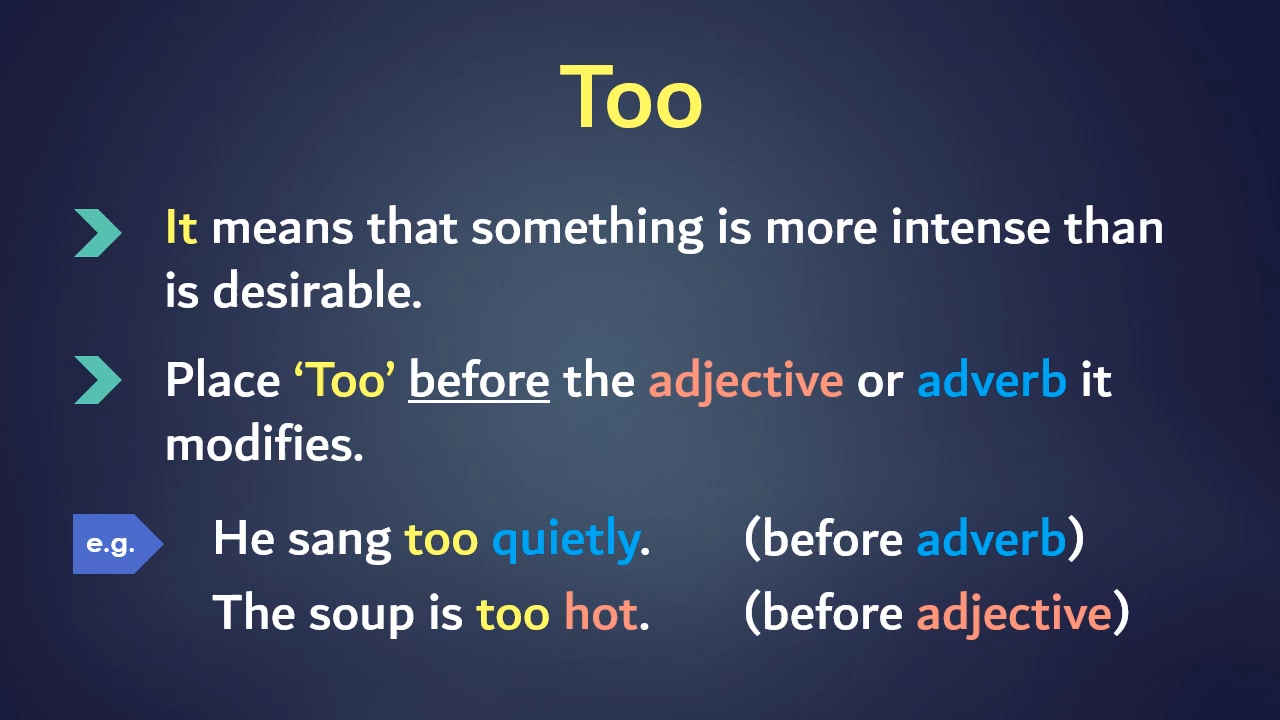 Too
It means that something is more intense than
is desirable.
Place ‘Too’ before the adjective or adverb it
modifies.
e.g. He sang too quietly. (before adverb)
The soup is too hot. (before adjective)